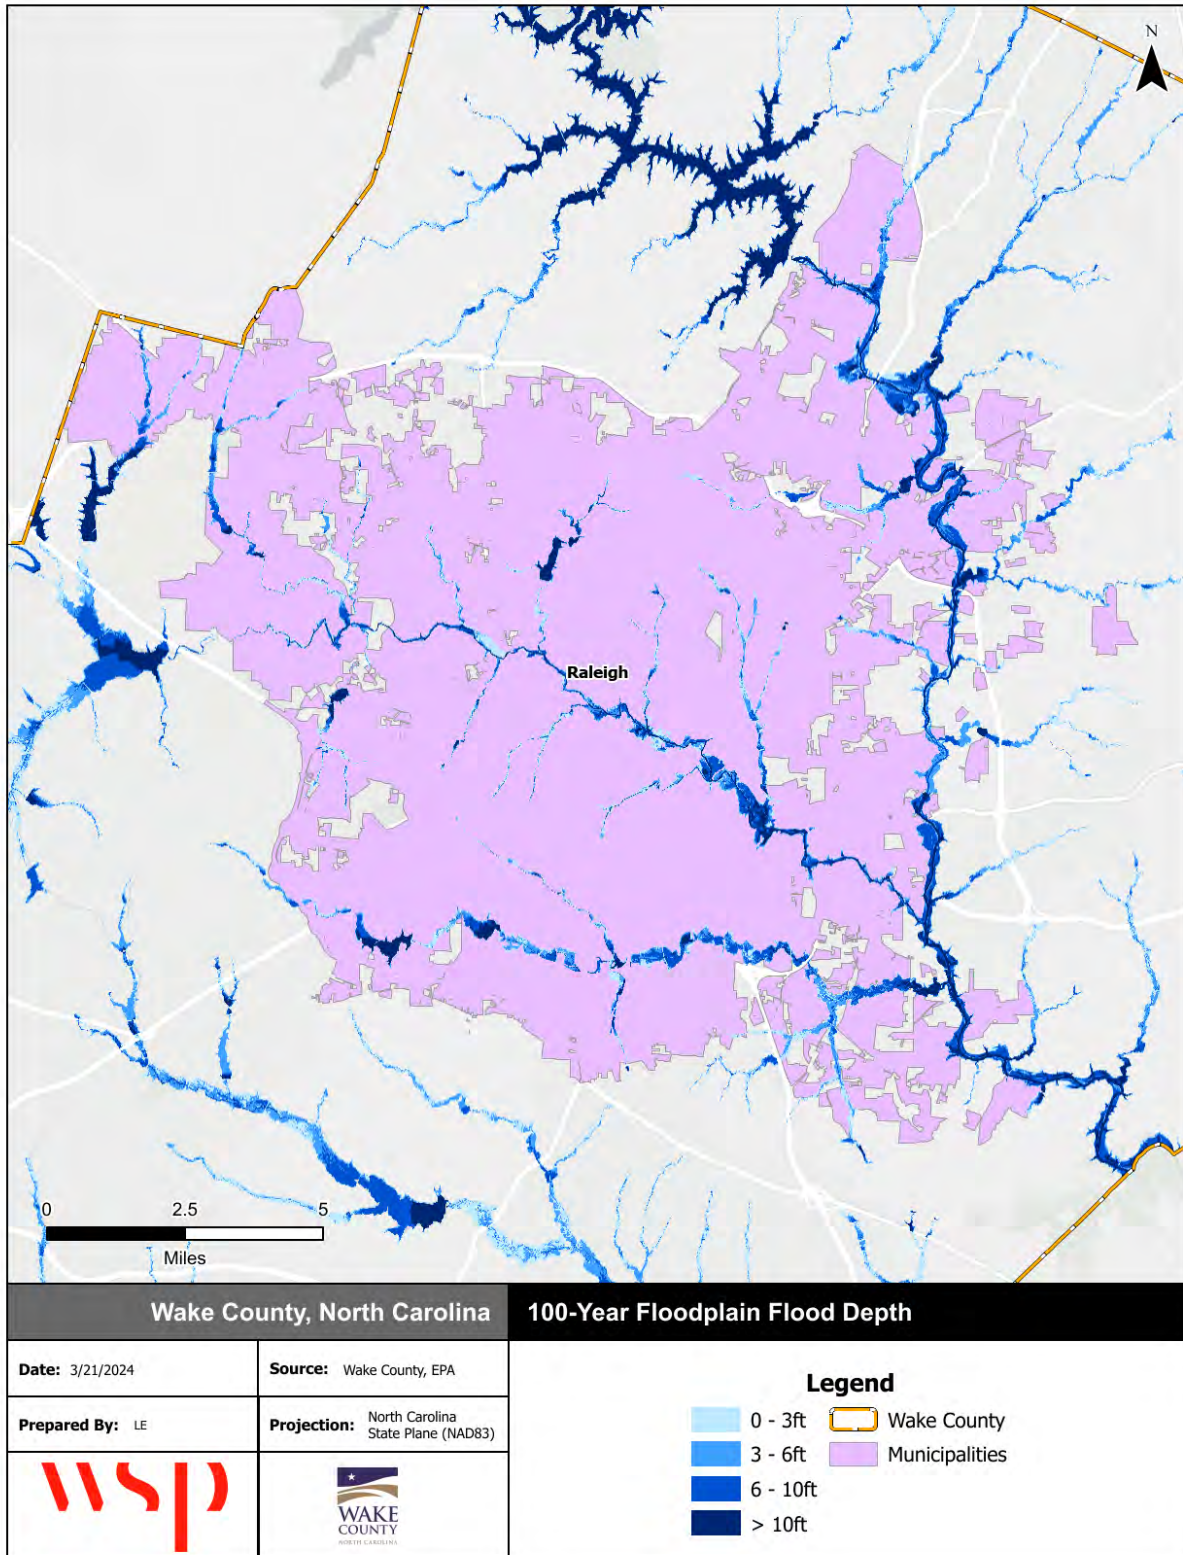 N
Raleigh
0 2.5 5
Miles
Wake County, North Carolina
100-Year Floodplain Flood Depth
Date: 3/21/2024
Source: Wake County, EPA
Prepared By: LE
Projection: North Carolina
State Plane (NAD83)
wsp
WAKE
COUNTY
NORTH CAROLINA
Legend
0 - 3ft
3 - 6ft
6 - 10ft
> 10ft
Wake County
Municipalities